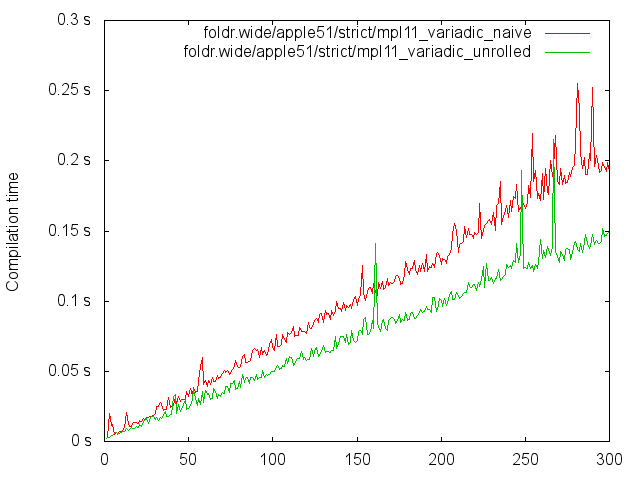 0.3 s
foldr.wide/apple51/strict/mpl11_variadic_naive
foldr.wide/apple51/strict/mpl11_variadic_unrolled
0.25 s
0.2 s
Compilation time
0.15 s
0.1 s
0.05 s
0 s
0 50 100 150 200 250 300